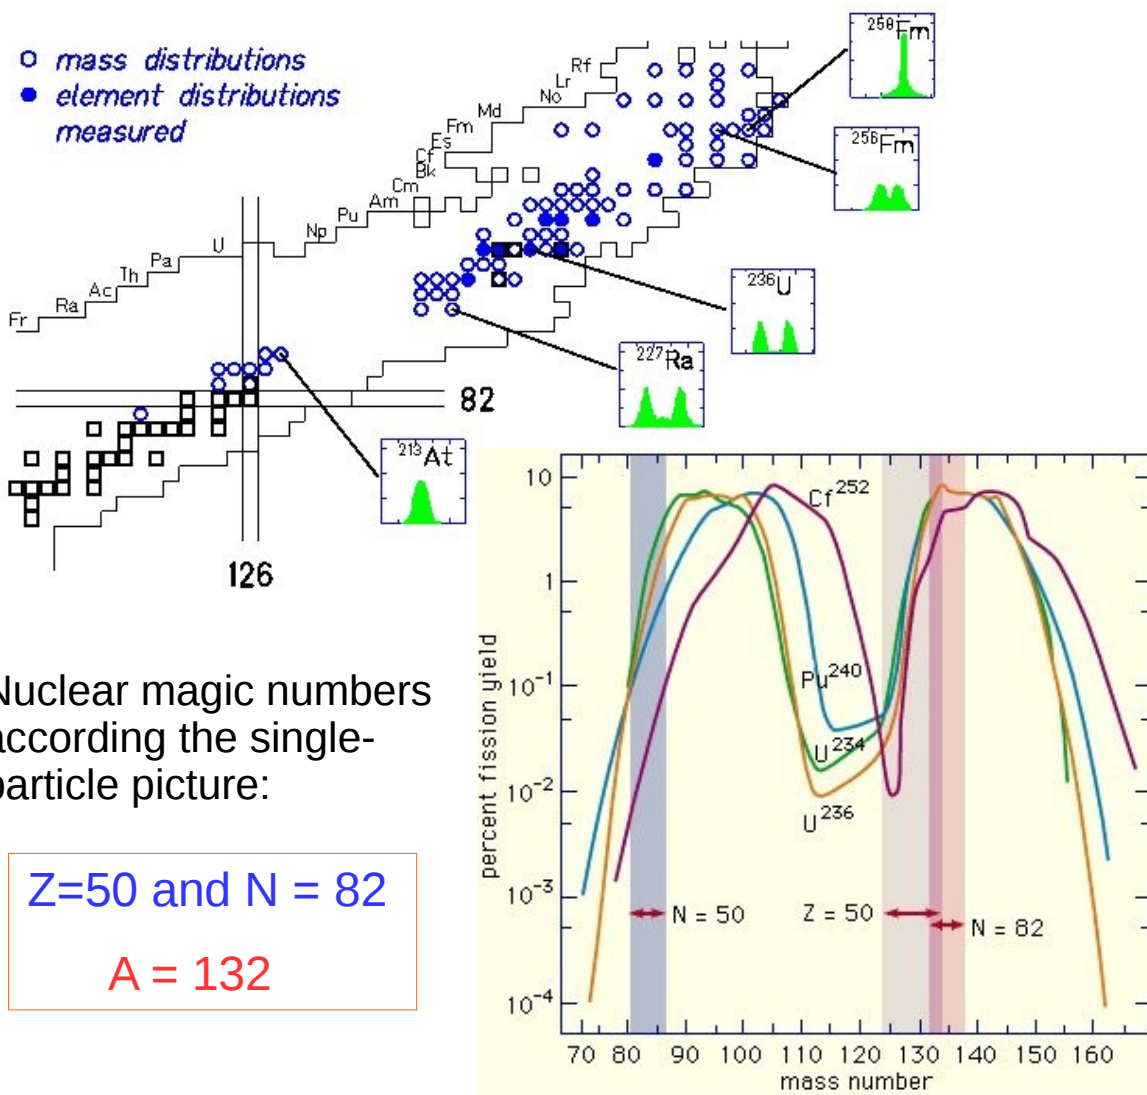 mass distributions
element distributions
measured
Rf
Lr
No
Md
Fm
Es
Cf
Bk
Cm
Am
Pu
Np
U
Pa
Th
Ac
Ra
Fr
258Fm
256Fm
236U
227Ra
213At
82
126
Nuclear magic numbers
according the single-
particle picture:
Z=50 and N = 82
A = 132
percent fission yield
10
1
10-1
10-2
10-3
10-4
Cf252
Pu240
U234
U236
N = 50
Z = 50
N = 82
70 80 90 100 110 120 130 140 150 160
mass number